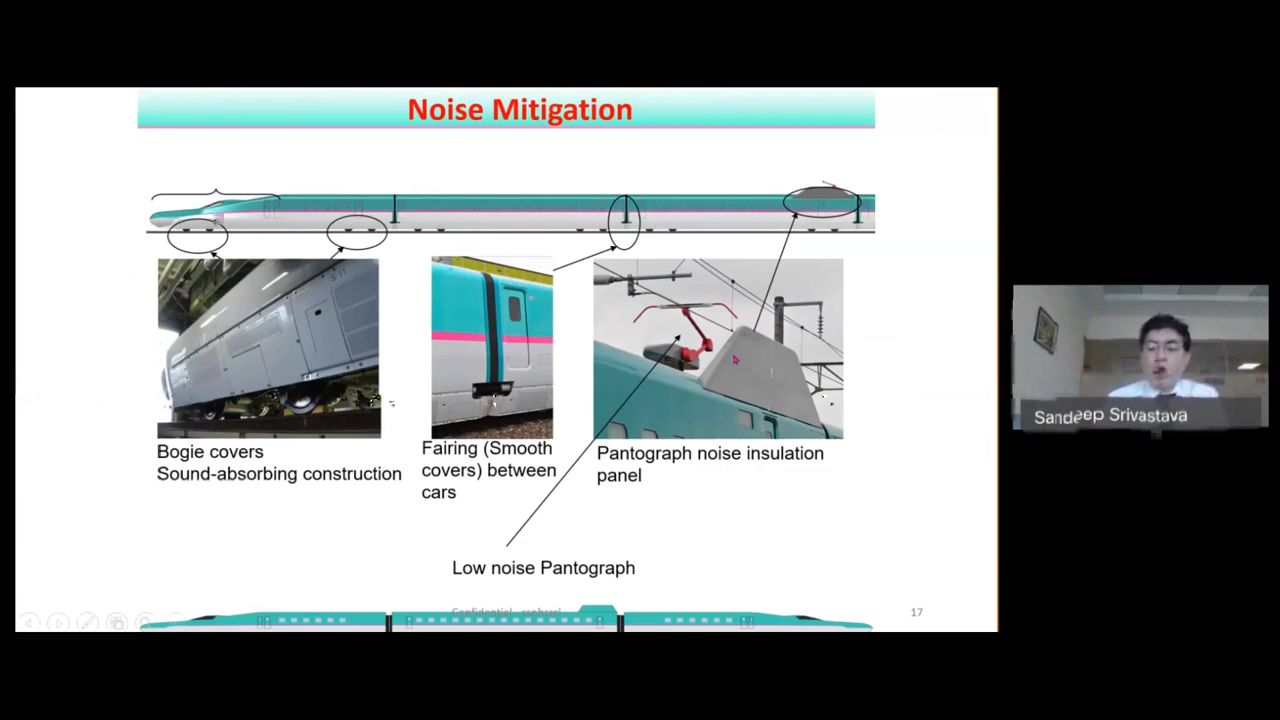 Noise Mitigation
Bogie covers
Sound-absorbing construction
Fairing (Smooth
covers) between
cars
Pantograph noise insulation
panel
Low noise Pantograph
17
Sandeep Srivastava